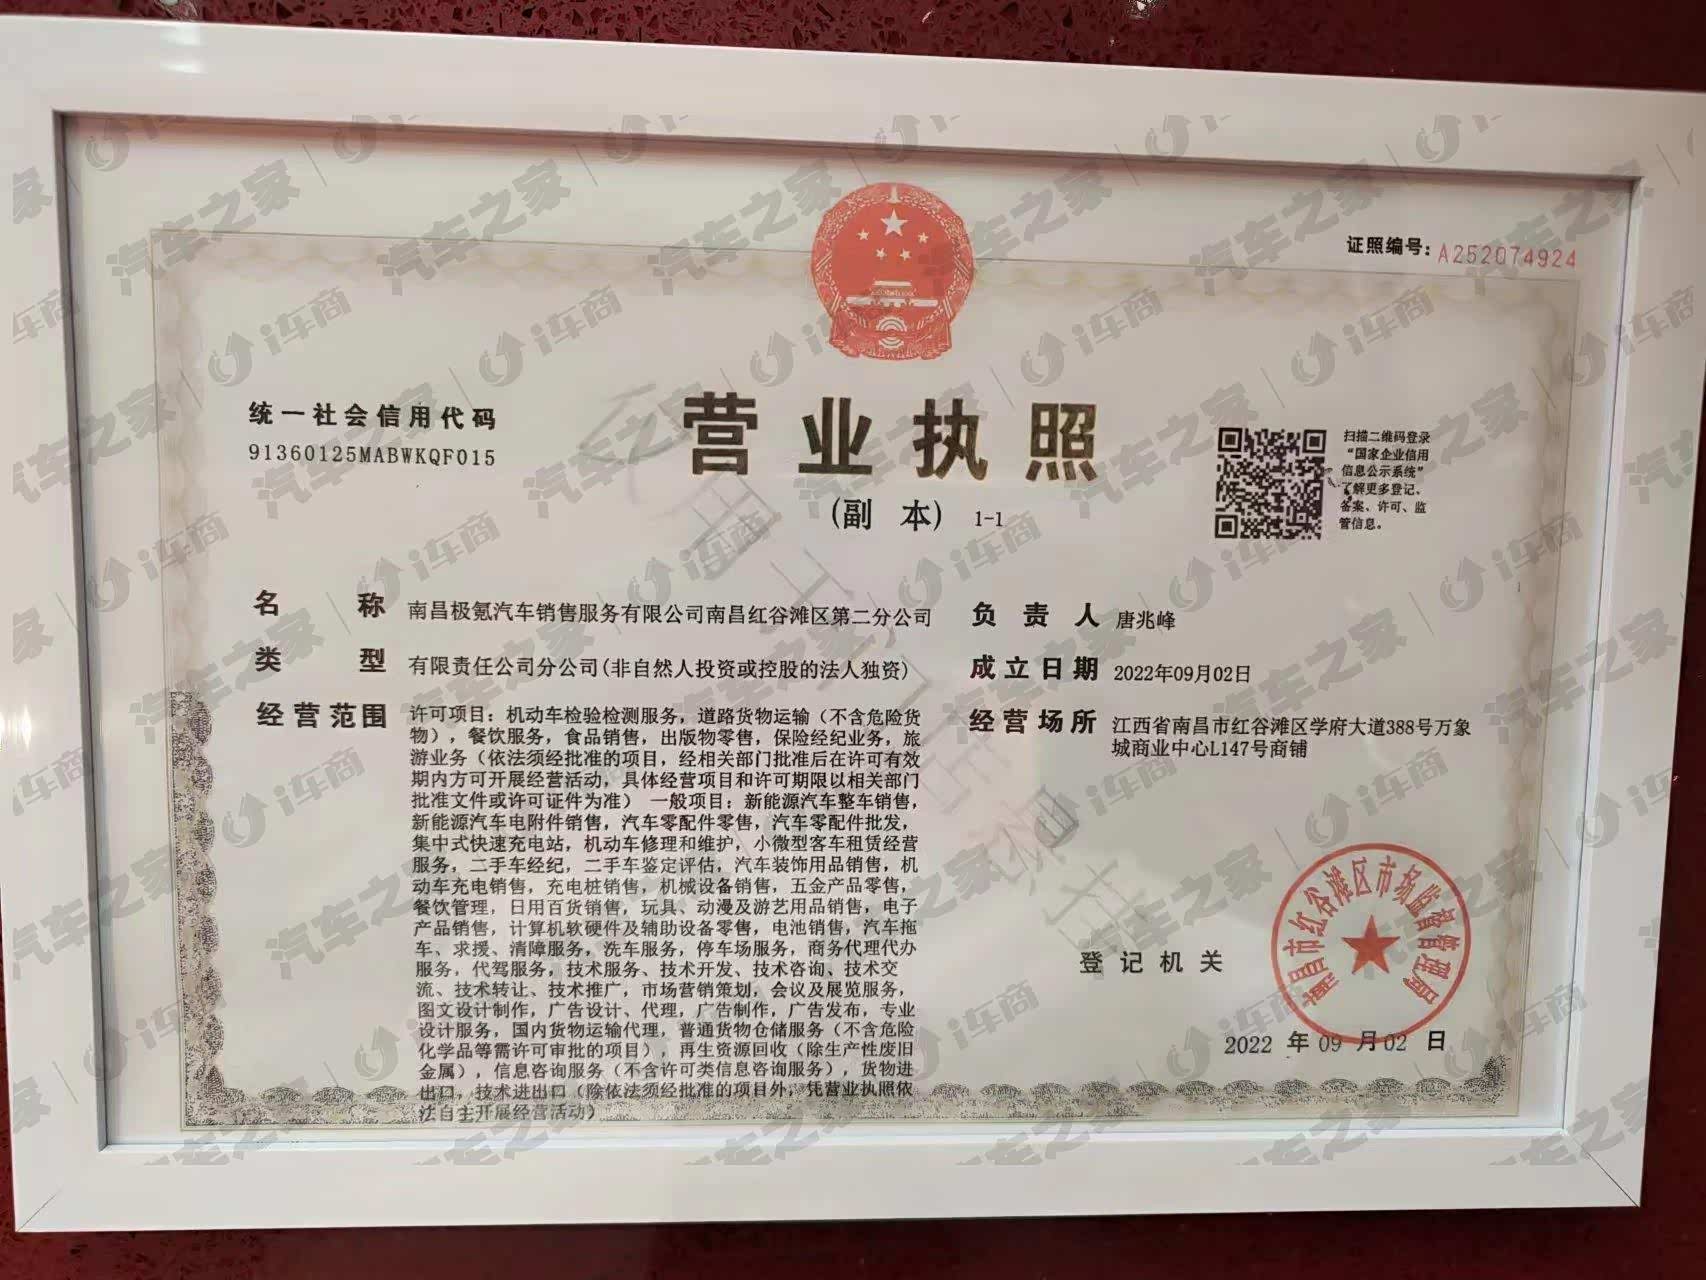 证照编号：A252074924
统一社会信用代码
91360125MABWKQF015
营业执照
(副 本) 1-1
扫描二维码登录
“国家企业信用
信息公示系统”
了解更多登记、
备案、许可、监
管信息。
名 称 南昌极氪汽车销售服务有限公司南昌红谷滩区第二分公司
类 型 有限责任公司分公司(非自然人投资或控股的法人独资)
经营范围 许可项目：机动车检验检测服务，道路货物运输（不含危险货
物），餐饮服务，食品销售，出版物零售，保险经纪业务，旅
游业务（依法须经批准的项目，经相关部门批准后在许可有效
期内方可开展经营活动，具体经营项目和许可期限以相关部门
批准文件或许可证件为准） 一般项目：新能源汽车整车销售，
新能源汽车电附件销售，汽车零配件零售，汽车零配件批发，
集中式快速充电站，机动车修理和维护，小微型客车租赁经营
服务，二手车经纪，二手车鉴定评估，汽车装饰用品销售，机
动车充电销售，充电桩销售，机械设备销售，五金产品零售，
餐饮管理，日用百货销售，玩具、动漫及游艺用品销售，电子
产品销售，计算机软硬件及辅助设备零售，电池销售，汽车拖
车、求援、清障服务，洗车服务，停车场服务，商务代理代办
服务，代驾服务，技术服务、技术开发、技术咨询、技术交
流、技术转让、技术推广，市场营销策划，会议及展览服务，
图文设计制作，广告设计、代理，广告制作，广告发布，专业
设计服务，国内货物运输代理，普通货物仓储服务（不含危险
化学品等需许可审批的项目），再生资源回收（除生产性废旧
金属），信息咨询服务（不含许可类信息咨询服务），货物进
出口，技术进出口（除依法须经批准的项目外，凭营业执照依
法自主开展经营活动）
负 责 人 唐兆峰
成立日期 2022年09月02日
经营场所 江西省南昌市红谷滩区学府大道388号万象
城商业中心L147号商铺
登记机关
南昌市红谷滩区市场监督管理局
2022 年 09 月 02 日
汽车之家 i车商